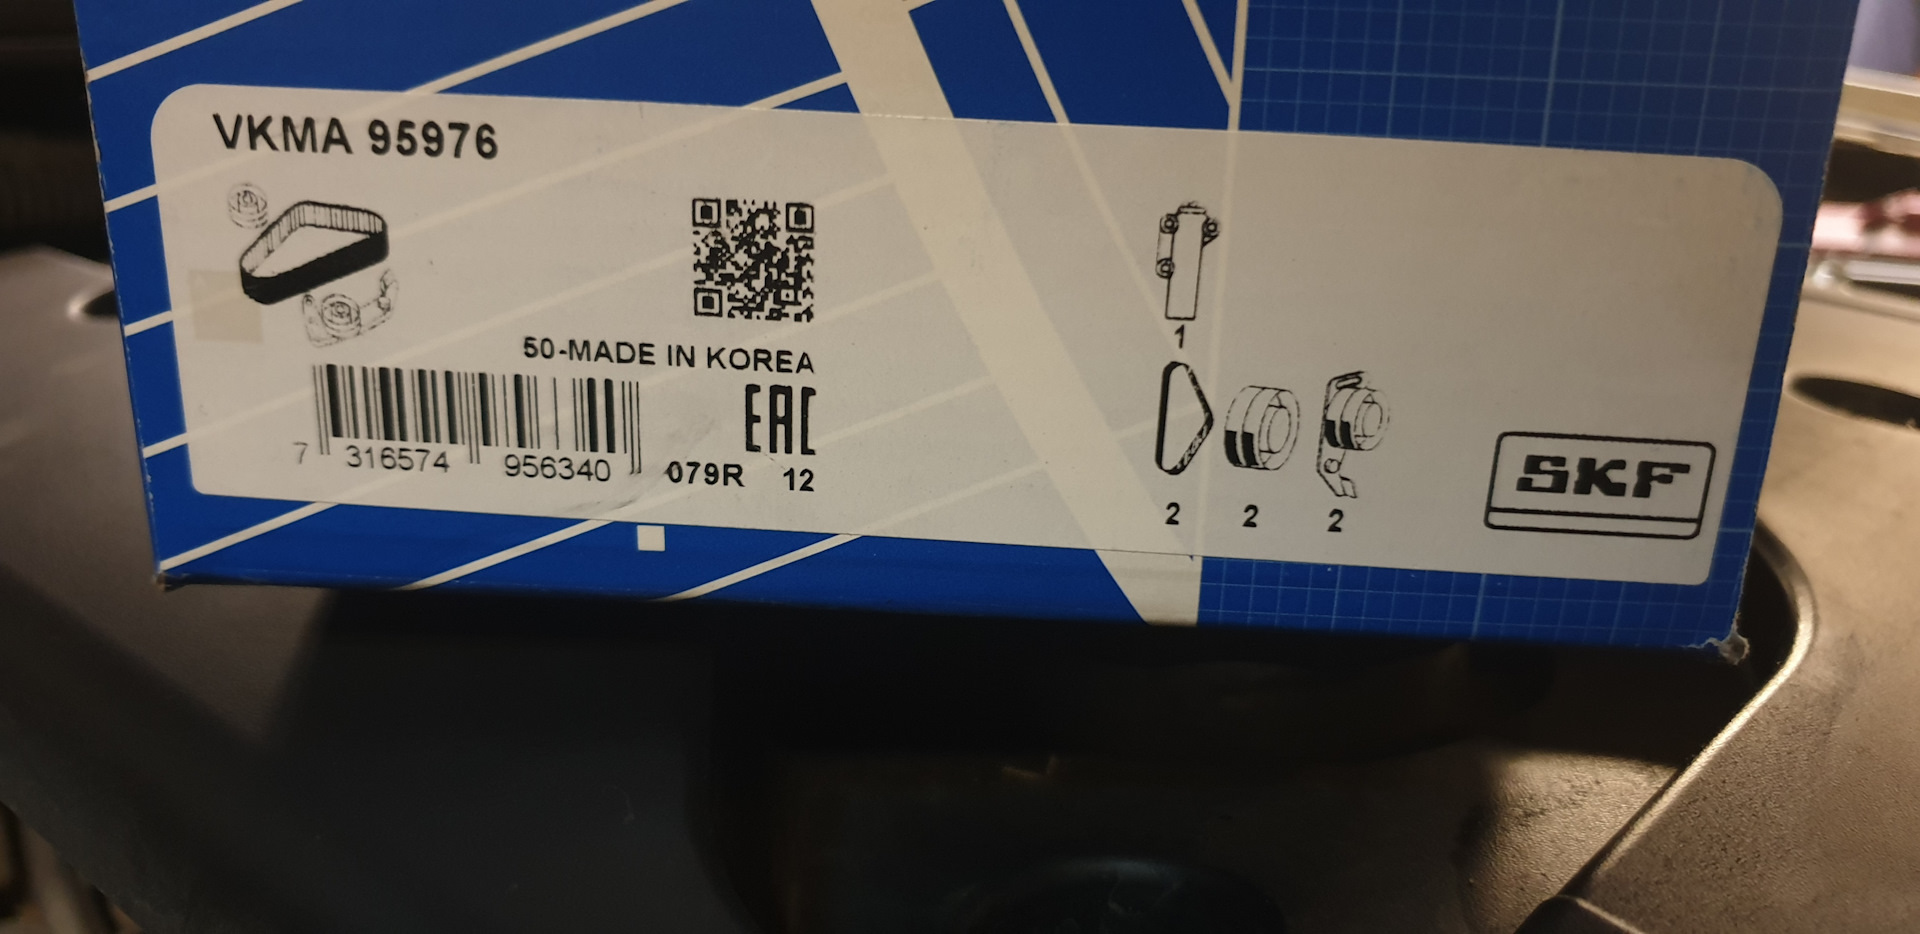 VKMA 95976
50-MADE IN KOREA
EAC
7 316574 956340 079R 12
1
2 2 2
SKF